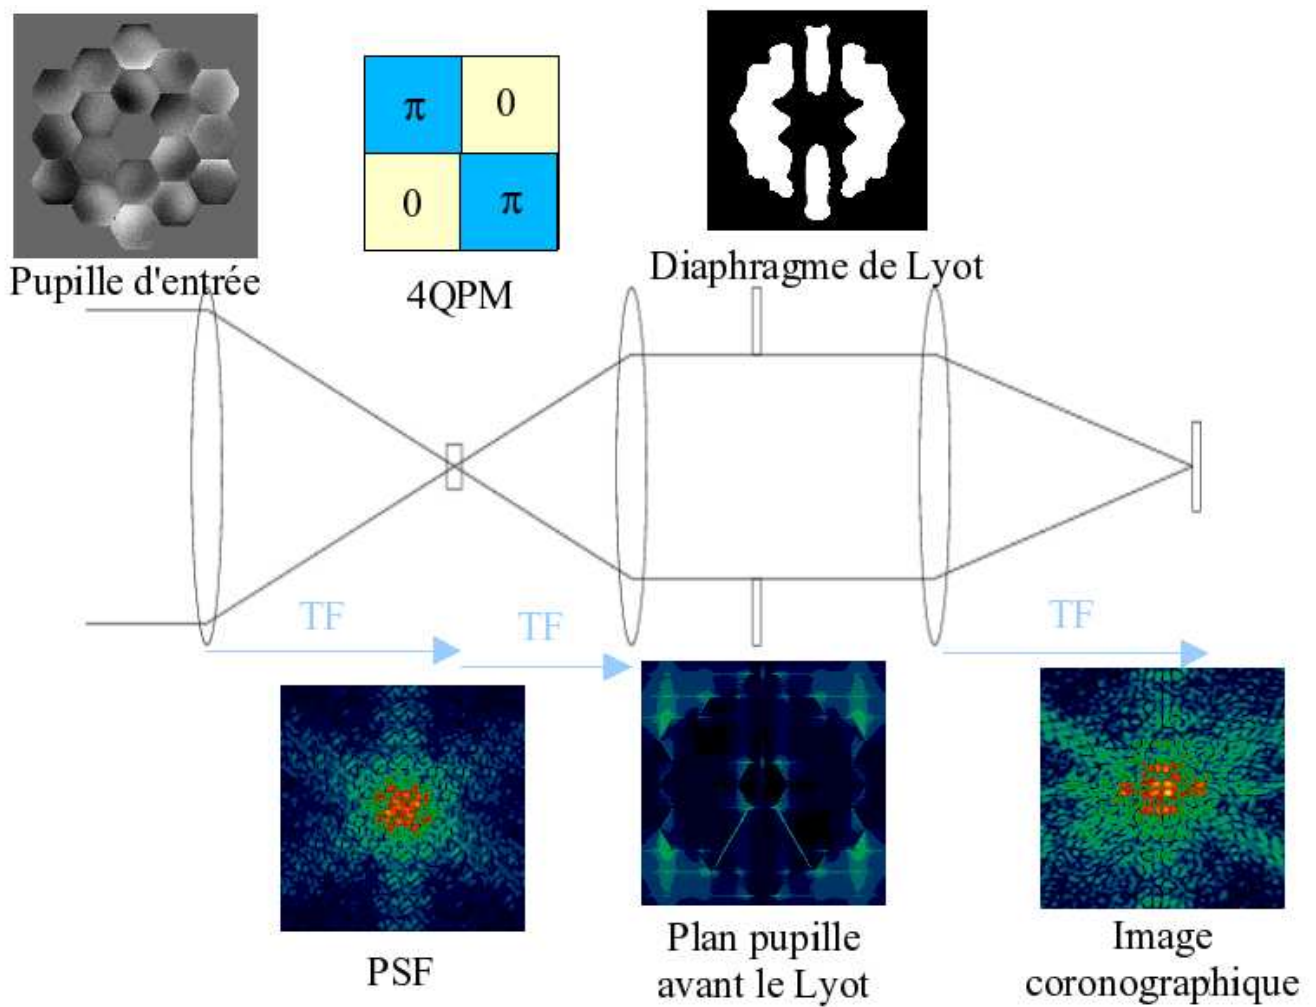 Pupille d'entrée
π 0
0 π
4QPM
Diaphragme de Lyot
TF
TF
TF
PSF
Plan pupille
avant le Lyot
Image
coronographique